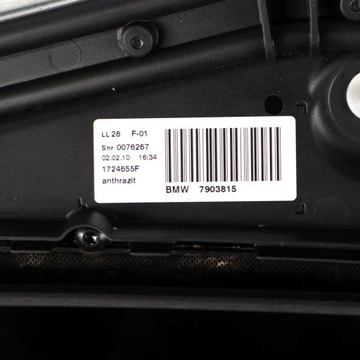 LL 28 F-01
Snr 0076267
02.02.10 16:34
1724655F
anthrazit
BMW 7903815